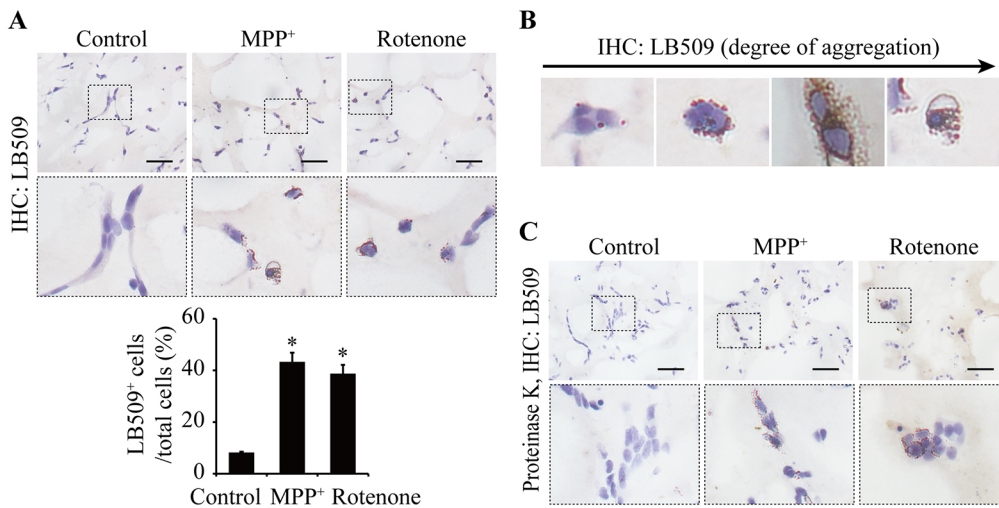 A
Control
MPP⁺
Rotenone
IHC: LB509
LB509⁺ cells
/total cells (%)
60
40
20
0
*
*
Control MPP⁺ Rotenone
B
IHC: LB509 (degree of aggregation)
C
Control
MPP⁺
Rotenone
Proteinase K, IHC: LB509